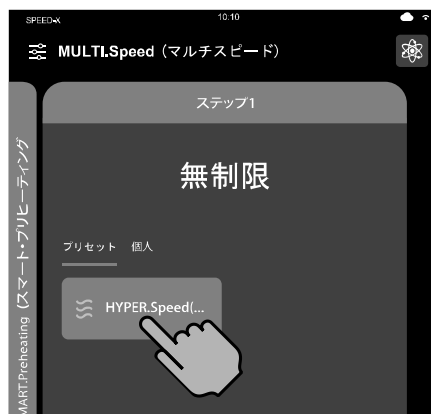 SPEED-X
10:10
MULTI.Speed（マルチスピード）
ステップ1
無制限
プリセット 個人
HYPER.Speed(...
MART.Preheating（スマート・プリヒーティング